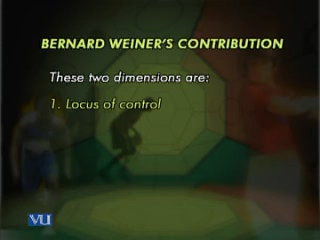 BERNARD WEINER'S CONTRIBUTION
These two dimensions are:
1. Locus of control
VU